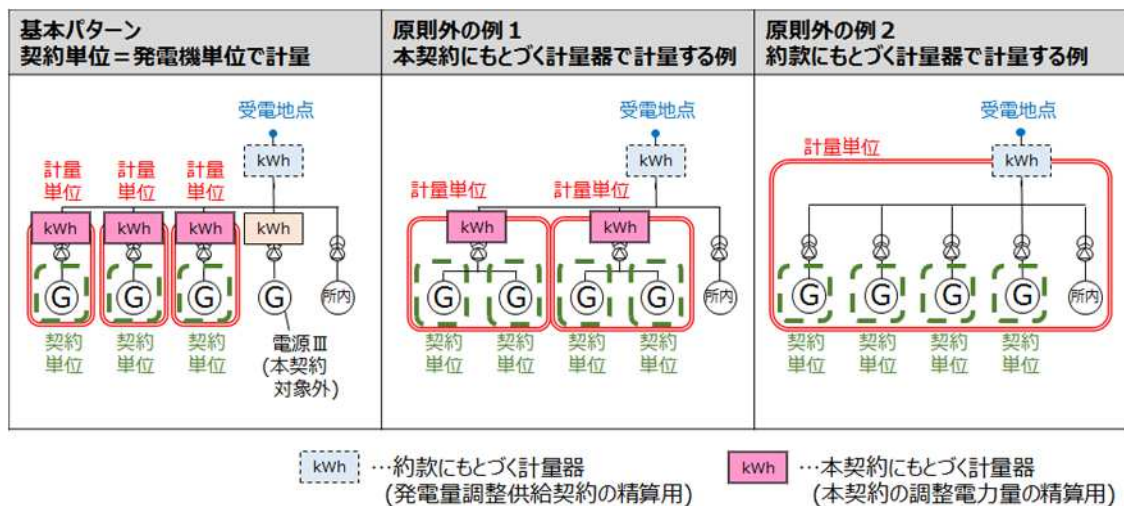 基本パターン
契約単位=発電機単位で計量
受電地点
kWh
計量
単位
計量
単位
計量
単位
kWh
kWh
kWh
kWh
G
G
G
G
所内
契約
単位
契約
単位
契約
単位
電源Ⅲ
(本契約
対象外)
原則外の例1
本契約にもとづく計量器で計量する例
受電地点
kWh
計量単位
計量単位
kWh
kWh
G
G
G
G
所内
契約
単位
契約
単位
契約
単位
契約
単位
原則外の例2
約款にもとづく計量器で計量する例
受電地点
計量単位
kWh
G
G
G
G
所内
契約
単位
契約
単位
契約
単位
契約
単位
kWh …約款にもとづく計量器
(発電量調整供給契約の精算用)
kWh …本契約にもとづく計量器
(本契約の調整電力量の精算用)